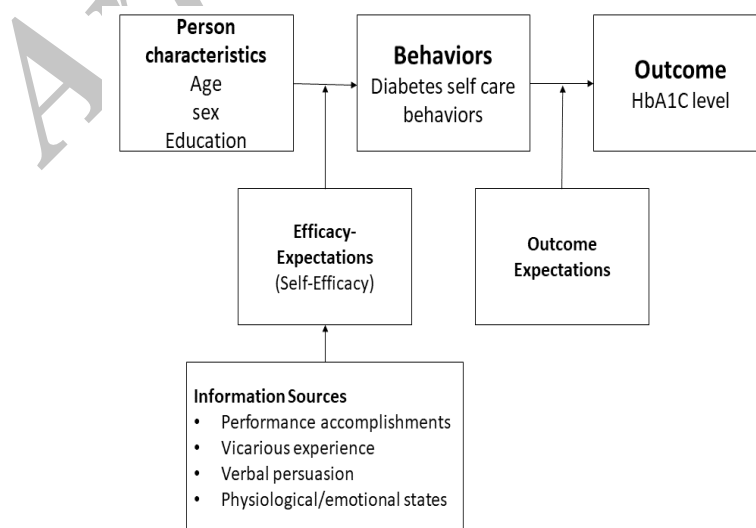 Person
characteristics
Age
sex
Education
Behaviors
Diabetes self care
behaviors
Outcome
HbA1C level
Efficacy-
Expectations
(Self-Efficacy)
Outcome
Expectations
Information Sources
• Performance accomplishments
• Vicarious experience
• Verbal persuasion
• Physiological/emotional states